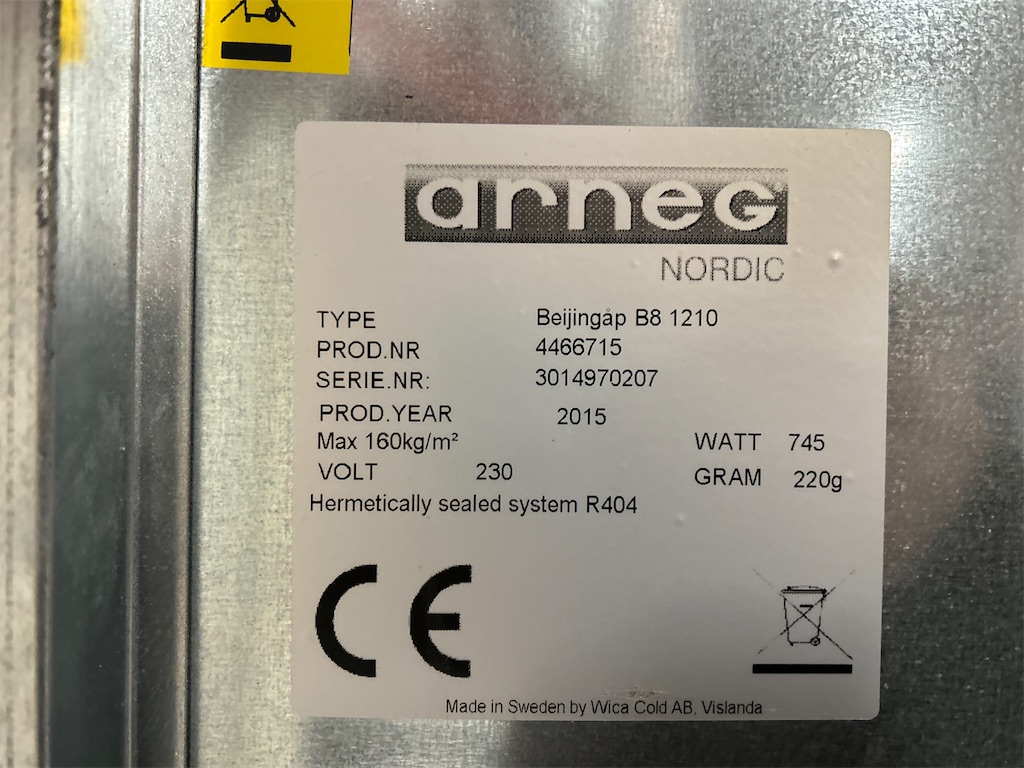 arneg
NORDIC
TYPE Beijingåp B8 1210
PROD.NR 4466715
SERIE.NR: 3014970207
PROD.YEAR 2015
Max 160kg/m² WATT 745
VOLT 230 GRAM 220g
Hermetically sealed system R404
CE
Made in Sweden by Wica Cold AB, Vislanda